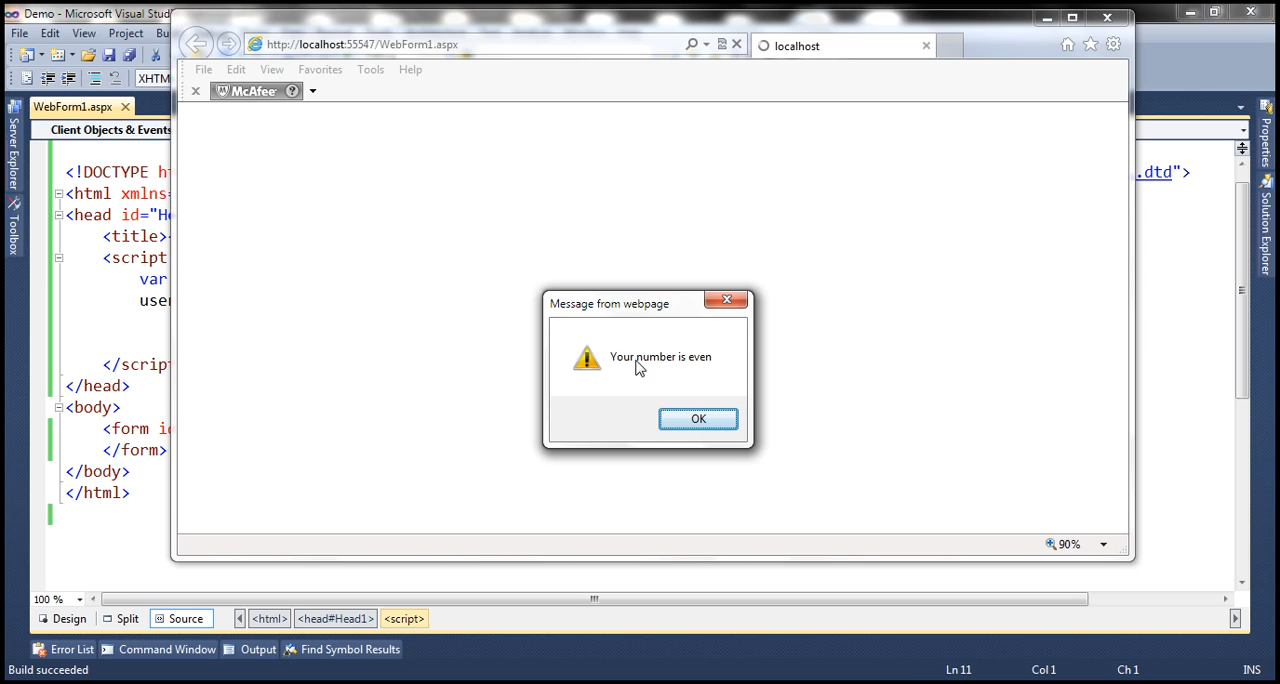 Demo - Microsoft Visual Stud
File Edit View Project Bu
XHTM
WebForm1.aspx
Client Objects & Events
Server Explorer
Toolbox
Properties
Solution Explorer
http://localhost:55547/WebForm1.aspx
localhost
File Edit View Favorites Tools Help
x McAfee ?
<!DOCTYPE ht
.dtd">
<html xmlns=
<head id="He
<title>
<script
var
user
</script
</head>
<body>
<form id
</form>
</body>
</html>
Message from webpage
Your number is even
OK
90%
100 %
Design Split Source <html> <head#Head1> <script>
Error List Command Window Output Find Symbol Results
Build succeeded Ln 11 Col 1 Ch 1 INS